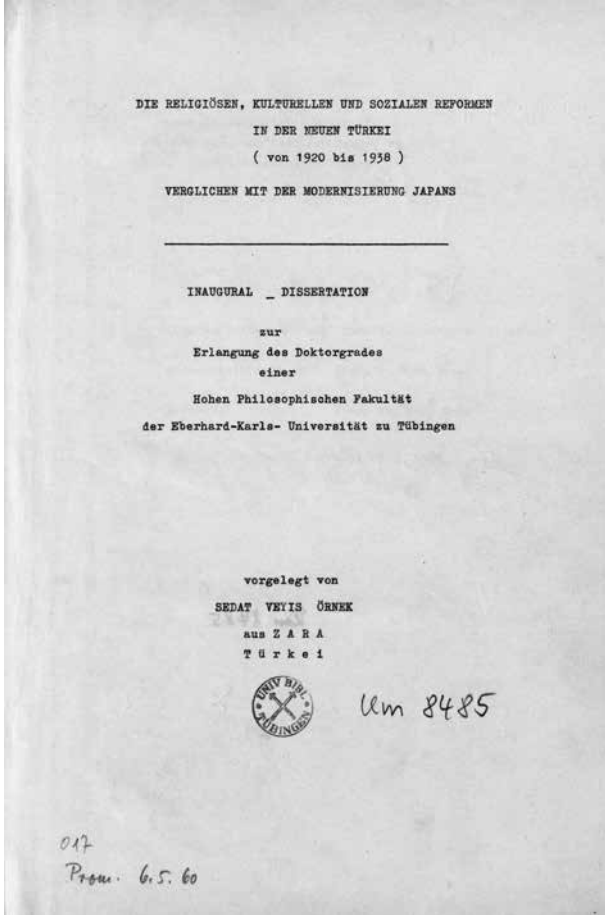 DIE RELIGIÖSEN, KULTURELLEN UND SOZIALEN REFORMEN
IN DER NEUEN TÜRKEI
( von 1920 bis 1938 )
VERGLICHEN MIT DER MODERNISIERUNG JAPANS
INAUGURAL _ DISSERTATION
zur
Erlangung des Doktorgrades
einer
Hohen Philosophischen Fakultät
der Eberhard-Karls- Universität zu Tübingen
vorgelegt von
SEDAT VEYIS ÖRNEK
aus Z A R A
T ü r k e i
UNIV BIBL
TÜBINGEN
Um 8485
017
Prom. 6.5.60